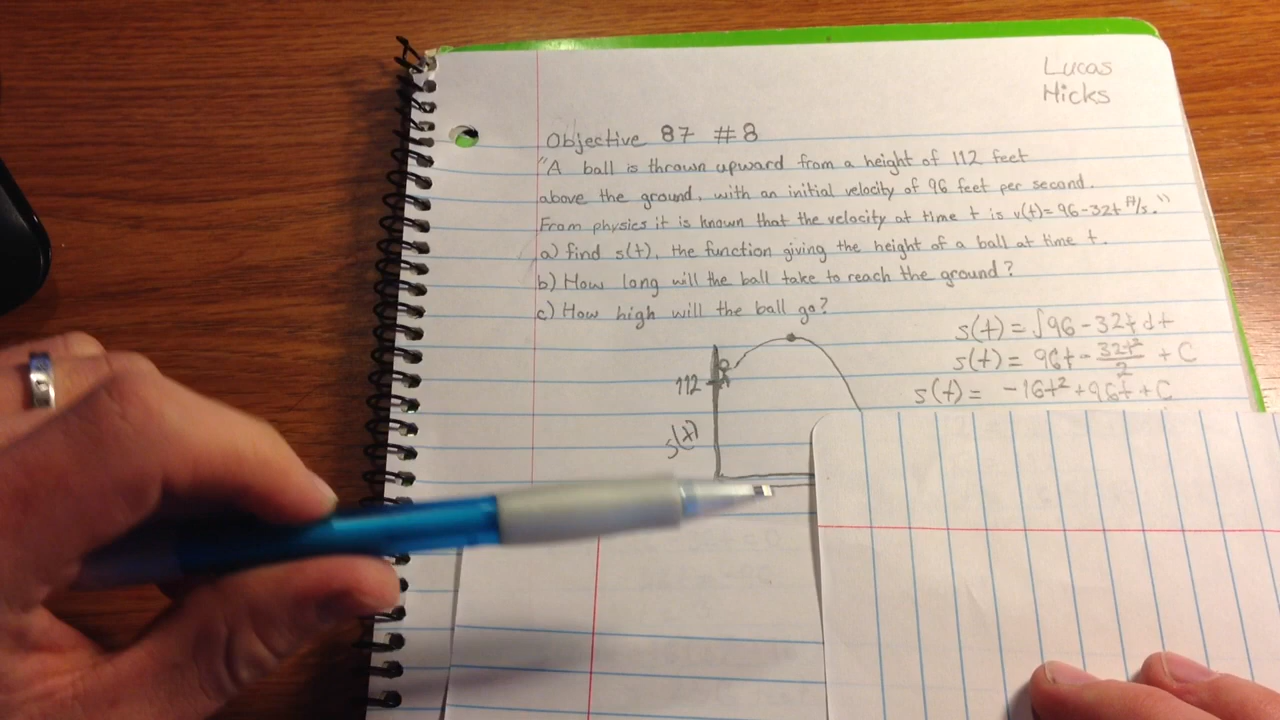 Lucas
Hicks
Objective 87 #8
"A ball is thrown upward from a height of 112 feet
above the ground, with an initial velocity of 96 feet per second.
From physics it is known that the velocity at time t is v(t)=96-32t ft/s."
a) find s(t), the function giving the height of a ball at time t.
b) How long will the ball take to reach the ground?
c) How high will the ball go?
s(t) = ∫96-32t dt
s(t) = 96t - 32t²/2 + C
s(t) = -16t² + 96t + C
112
s(t)